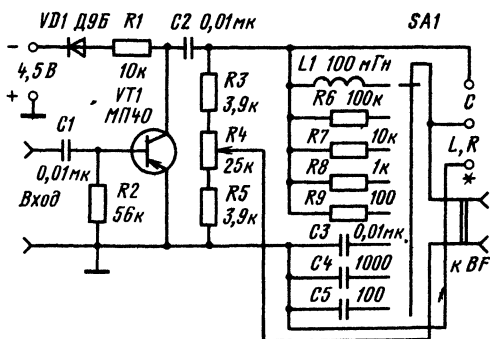 VD1 Д9Б R1 C2 0,01мк SA1
−
4,5В
+
10к
VT1
МП40
R3
3,9к
R4
25к
R5
3,9к
L1 100 мГн
R6 100к
R7 10к
R8 1к
R9 100
C
L, R
*
C1
0,01мк
Вход
R2
56к
C3 0,01мк.
C4 1000
C5 100
к BF